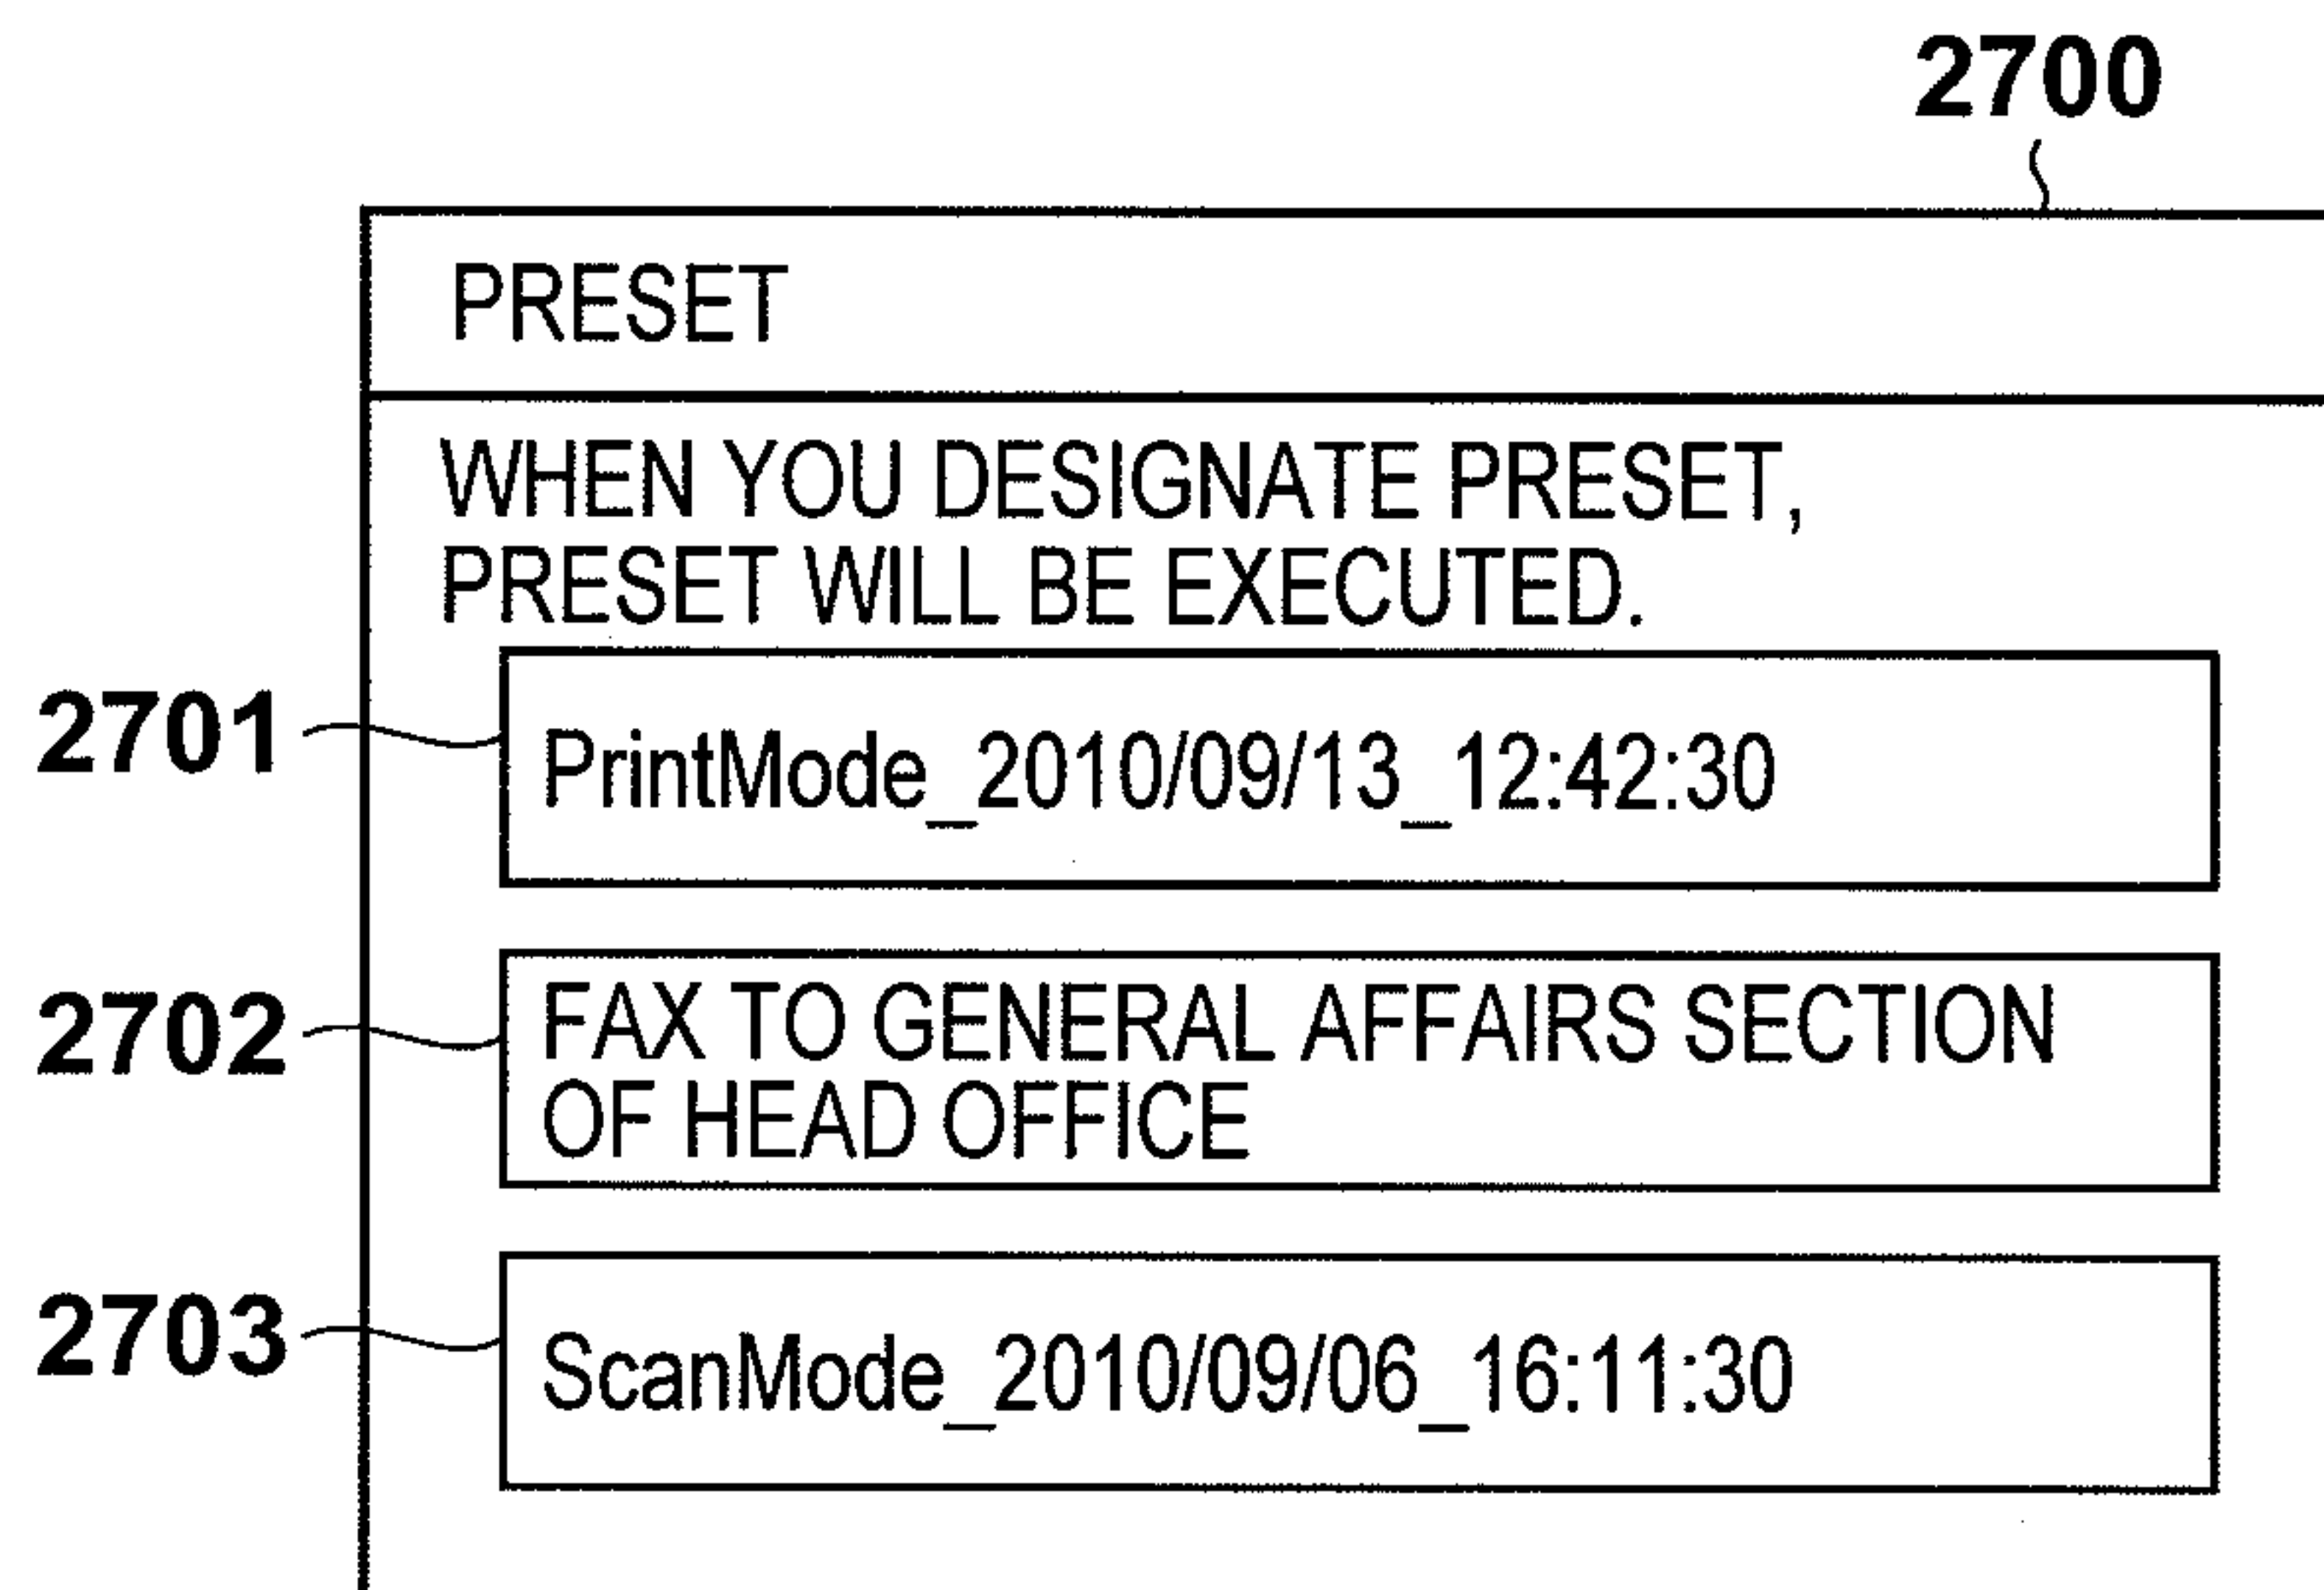 2700
PRESET
WHEN YOU DESIGNATE PRESET,
PRESET WILL BE EXECUTED.
2701
PrintMode_2010/09/13_12:42:30
2702
FAX TO GENERAL AFFAIRS SECTION
OF HEAD OFFICE
2703
ScanMode_2010/09/06_16:11:30